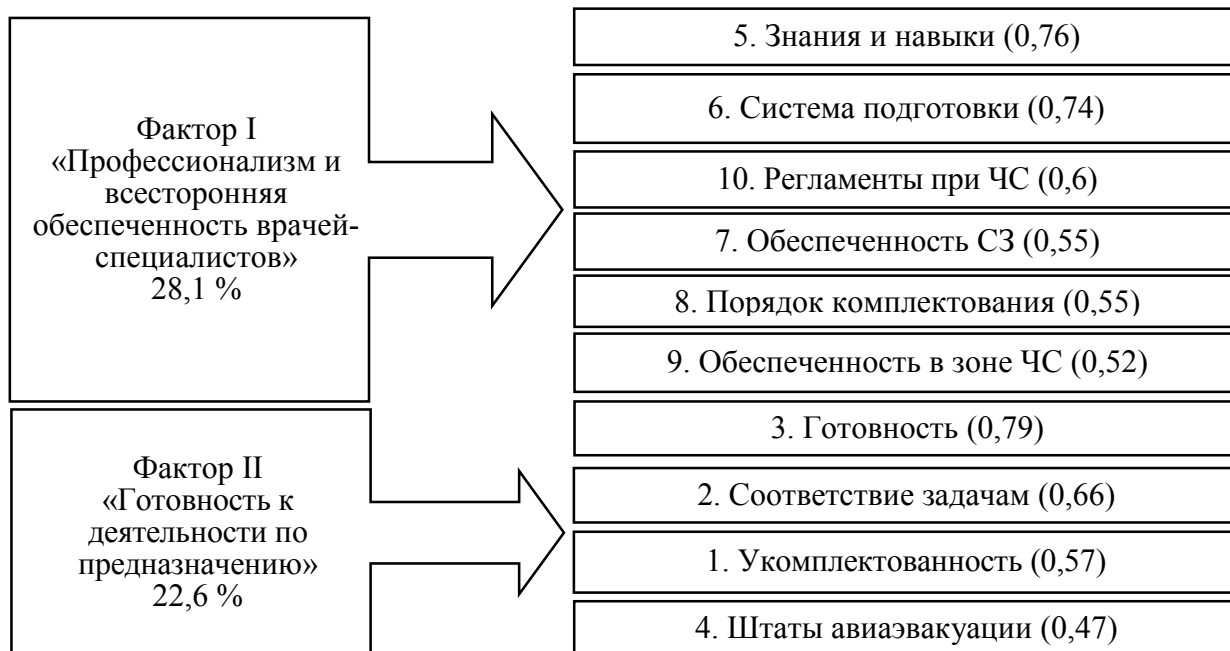 Фактор I
«Профессионализм и
всесторонняя
обеспеченность врачей-
специалистов»
28,1 %
5. Знания и навыки (0,76)
6. Система подготовки (0,74)
10. Регламенты при ЧС (0,6)
7. Обеспеченность СЗ (0,55)
8. Порядок комплектования (0,55)
9. Обеспеченность в зоне ЧС (0,52)
Фактор II
«Готовность к
деятельности по
предназначению»
22,6 %
3. Готовность (0,79)
2. Соответствие задачам (0,66)
1. Укомплектованность (0,57)
4. Штаты авиаэвакуации (0,47)